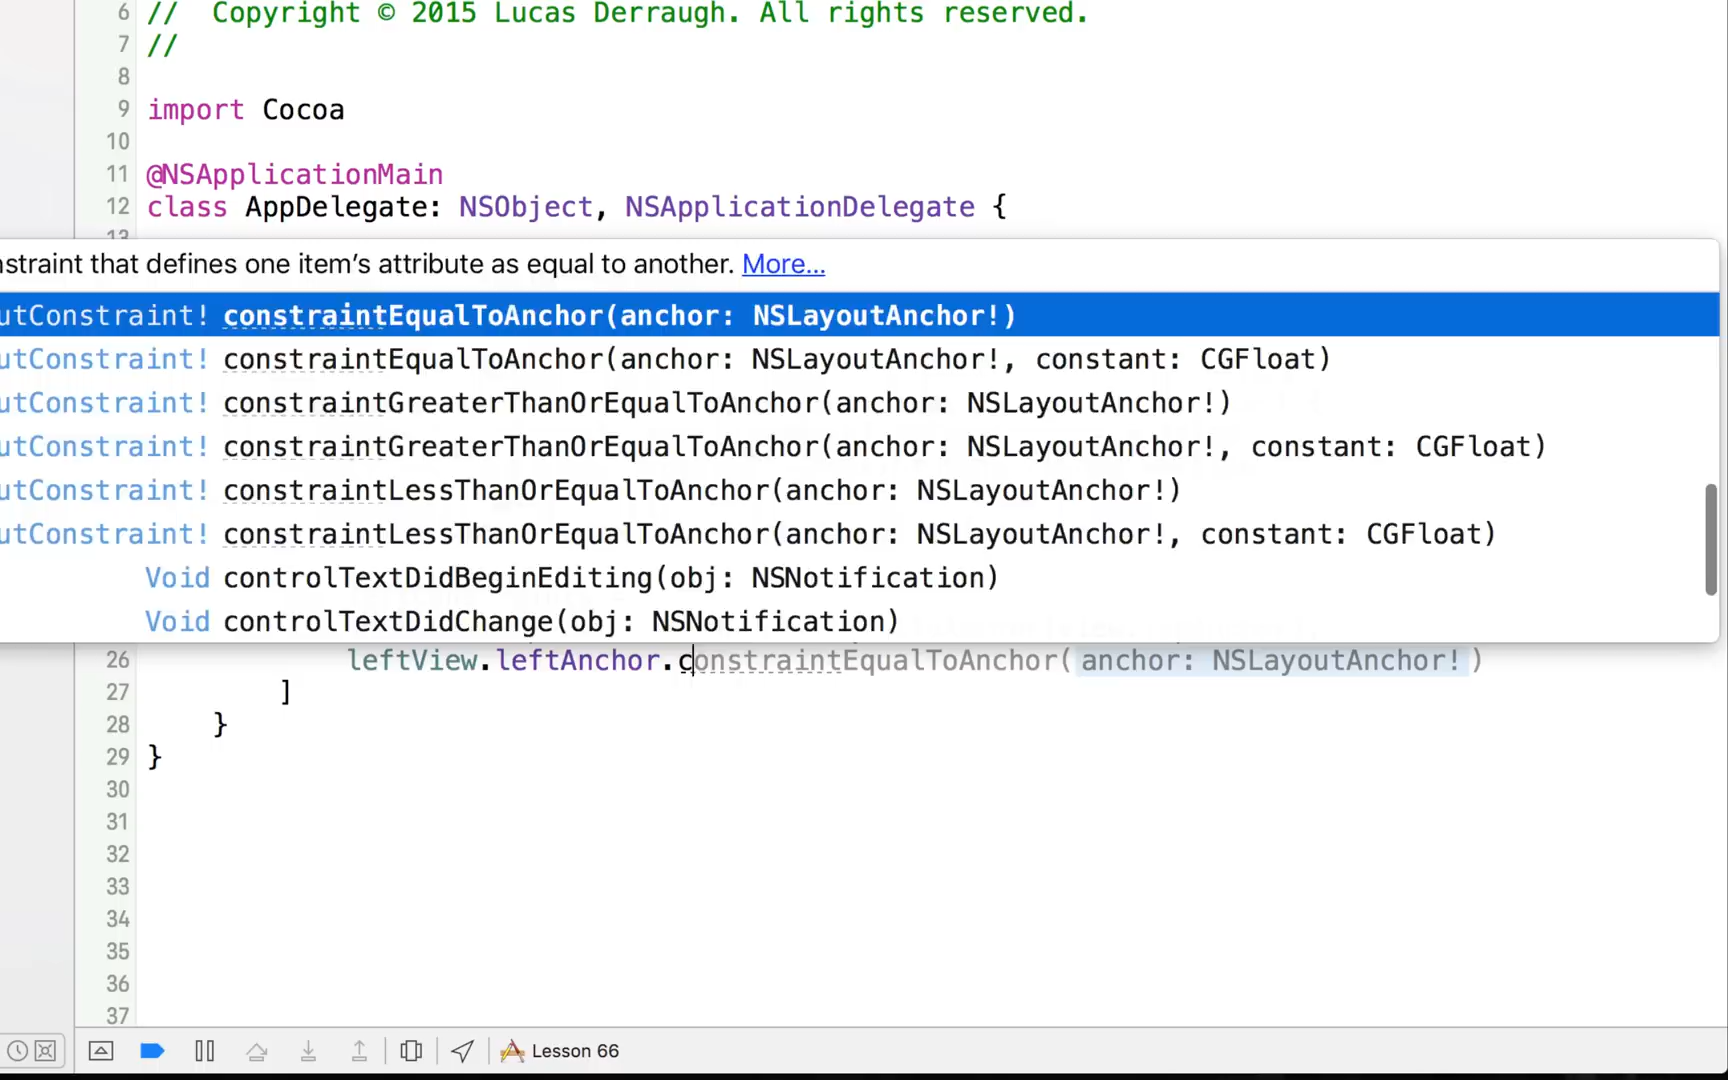 6 //  Copyright © 2015 Lucas Derraugh. All rights reserved.
7 //
8
9 import Cocoa
10
11 @NSApplicationMain
12 class AppDelegate: NSObject, NSApplicationDelegate {
13
nstraint that defines one item's attribute as equal to another. More...
utConstraint! constraintEqualToAnchor(anchor: NSLayoutAnchor!)
utConstraint! constraintEqualToAnchor(anchor: NSLayoutAnchor!, constant: CGFloat)
utConstraint! constraintGreaterThanOrEqualToAnchor(anchor: NSLayoutAnchor!)
utConstraint! constraintGreaterThanOrEqualToAnchor(anchor: NSLayoutAnchor!, constant: CGFloat)
utConstraint! constraintLessThanOrEqualToAnchor(anchor: NSLayoutAnchor!)
utConstraint! constraintLessThanOrEqualToAnchor(anchor: NSLayoutAnchor!, constant: CGFloat)
Void controlTextDidBeginEditing(obj: NSNotification)
Void controlTextDidChange(obj: NSNotification)
26 leftView.leftAnchor.constraintEqualToAnchor(anchor: NSLayoutAnchor!)
27 ]
28 }
29 }
30
31
32
33
34
35
36
37
Lesson 66